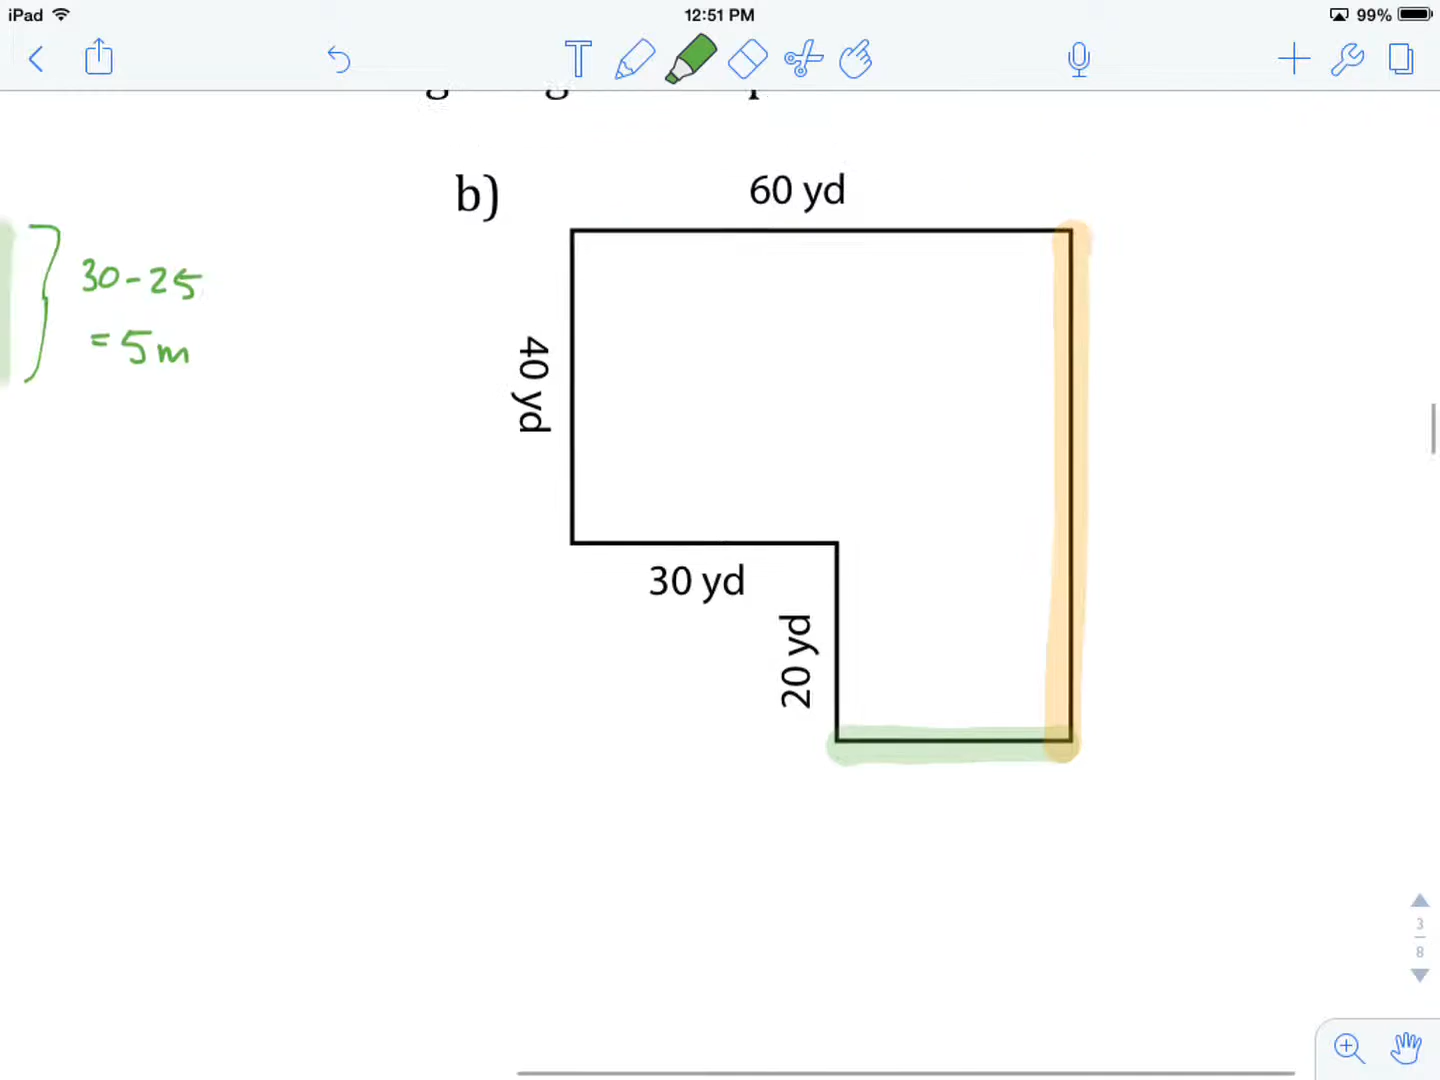 iPad 12:51 PM 99%
T
b) 60 yd
30-25
= 5m
40 yd
30 yd
20 yd
3
8